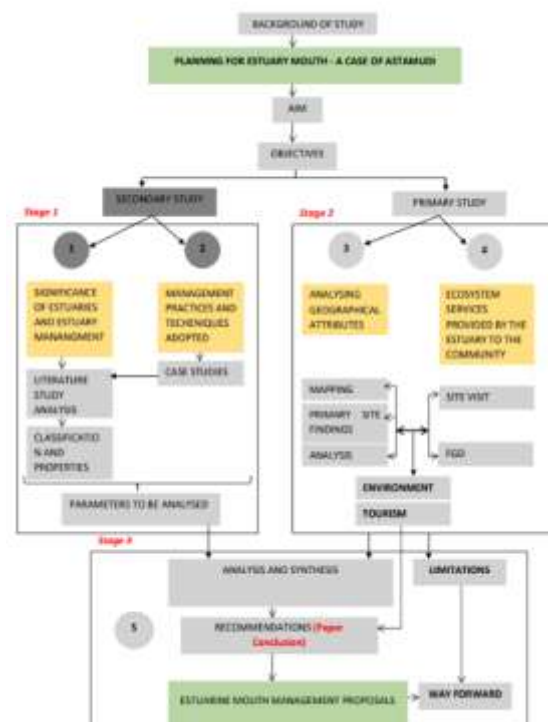 BACKGROUND OF STUDY
PLANNING FOR ESTUARY MOUTH - A CASE OF ASTAMUDI
AIM
OBJECTIVES
SECONDARY STUDY
PRIMARY STUDY
Stage 1
Stage 2
1
2
3
4
SIGNIFICANCE
OF ESTUARIES
AND ESTUARY
MANAGMENT
MANAGEMENT
PRACTICES AND
TECHENIQUES
ADOPTED
ANALYSING
GEOGRAPHICAL
ATTRIBUTES
ECOSYSTEM
SERVICES
PROVIDED BY THE
ESTUARY TO THE
COMMUNITY
LITERATURE
STUDY
ANALYSIS
CASE STUDIES
CLASSIFICATIO
N AND
PROPERTIES
MAPPING
PRIMARY SITE
FINDINGS
ANALYSIS
SITE VISIT
FGD
ENVIRONMENT
TOURISM
PARAMETERS TO BE ANALYSED
Stage 3
ANALYSIS AND SYNTHESIS
LIMITATIONS
5
RECOMMENDATIONS (Paper
Conclusion)
ESTUARINE MOUTH MANAGEMENT PROPOSALS
WAY FORWARD